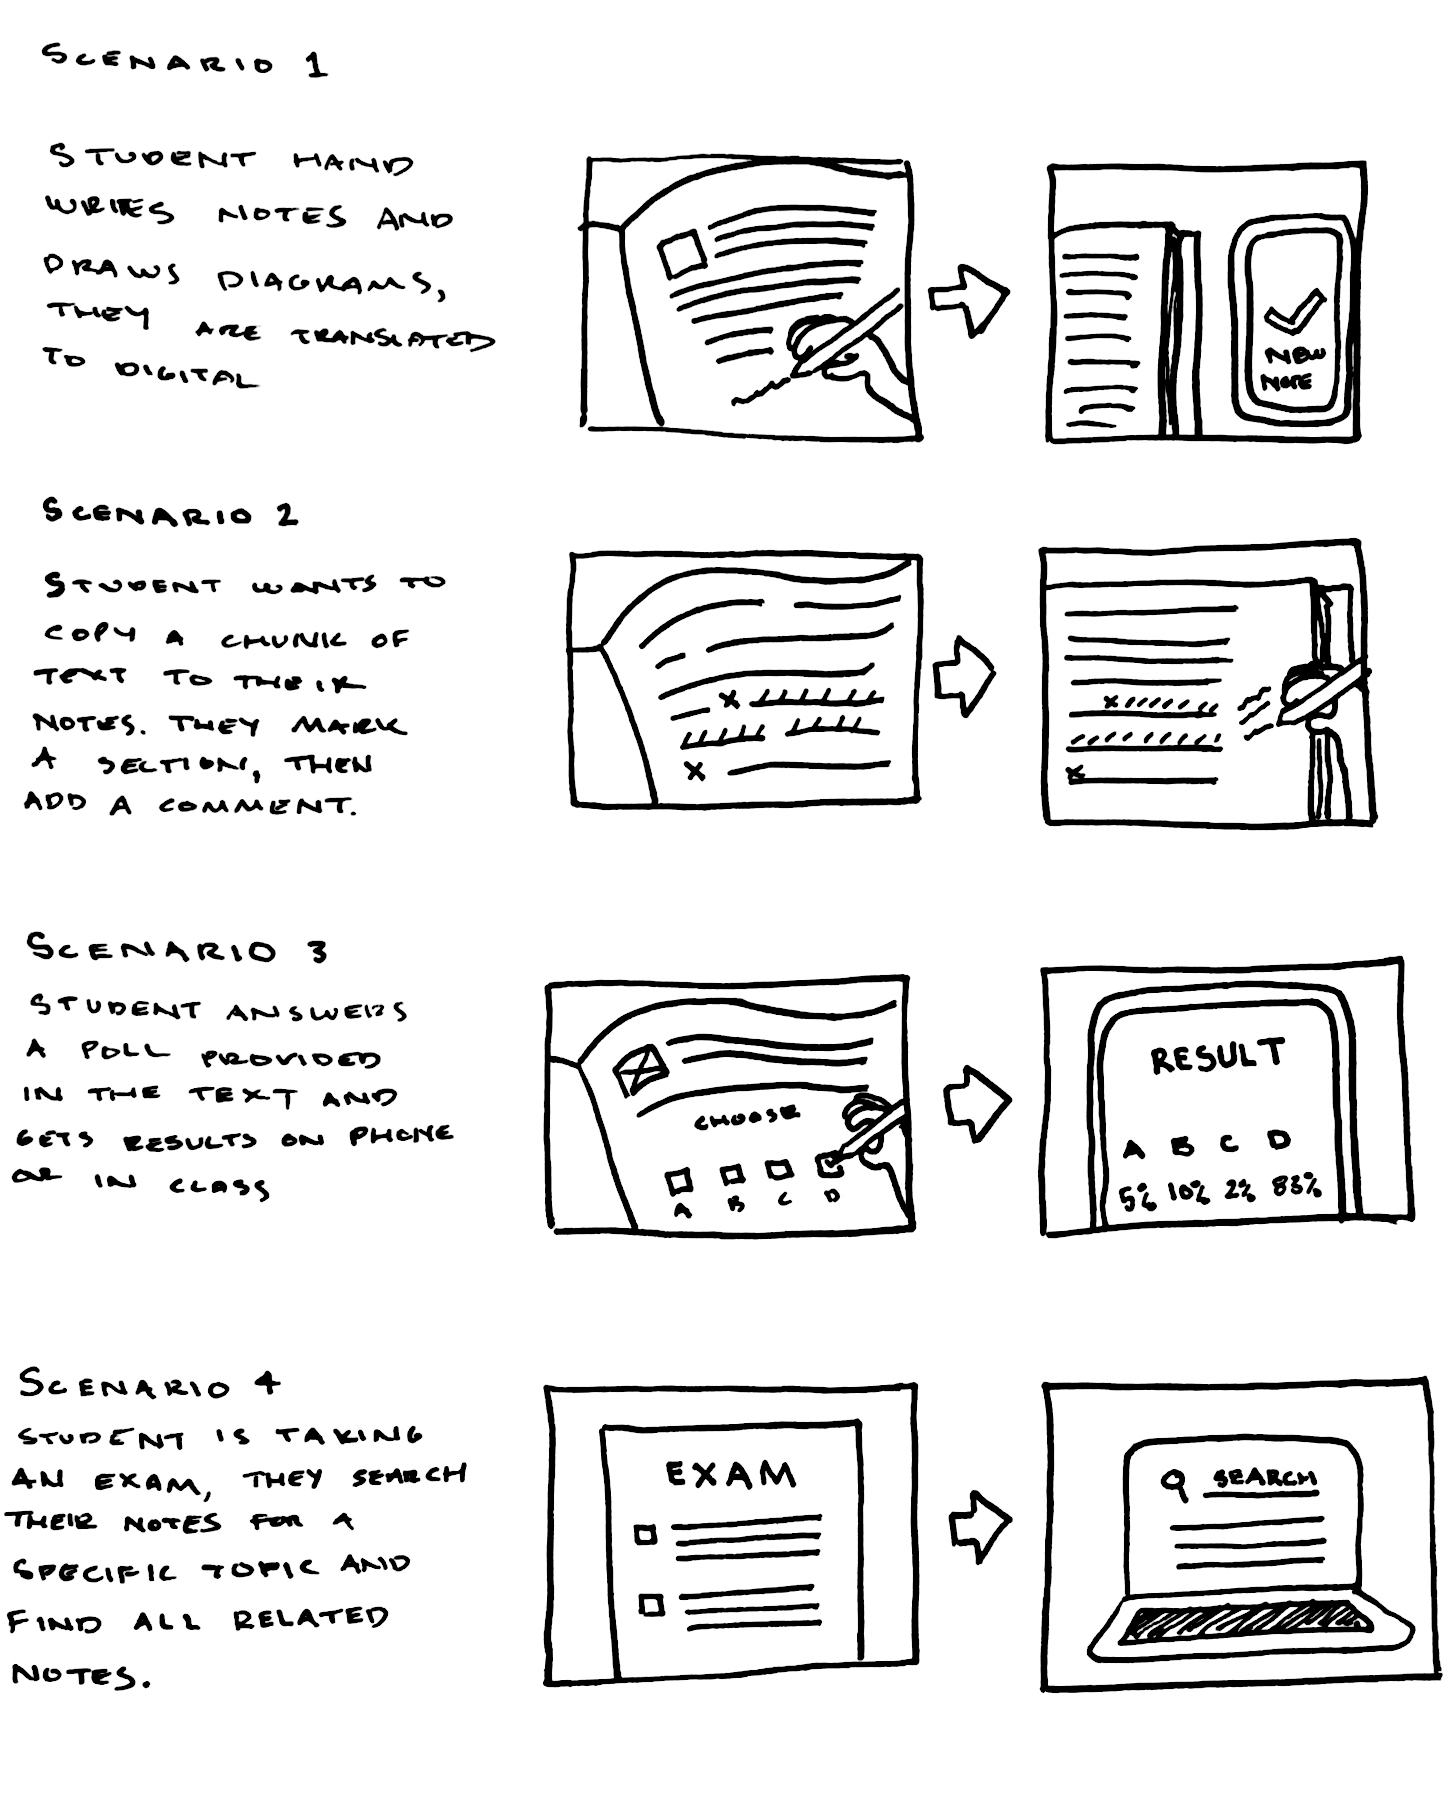 SCENARIO 1
STUDENT HAND
WRITES NOTES AND
DRAWS DIAGRAMS,
THEY ARE TRANSLATED
TO DIGITAL
NEW
NOTE
SCENARIO 2
STUDENT WANTS TO
COPY A CHUNK OF
TEXT TO THEIR
NOTES. THEY MARK
A SECTION, THEN
ADD A COMMENT.
X
X
X
X
SCENARIO 3
STUDENT ANSWERS
A POLL PROVIDED
IN THE TEXT AND
GETS RESULTS ON PHONE
OR IN CLASS
CHOOSE
A B C D
RESULT
A B C D
5% 10% 2% 83%
SCENARIO 4
STUDENT IS TAKING
AN EXAM, THEY SEARCH
THEIR NOTES FOR A
SPECIFIC TOPIC AND
FIND ALL RELATED
NOTES.
EXAM
SEARCH